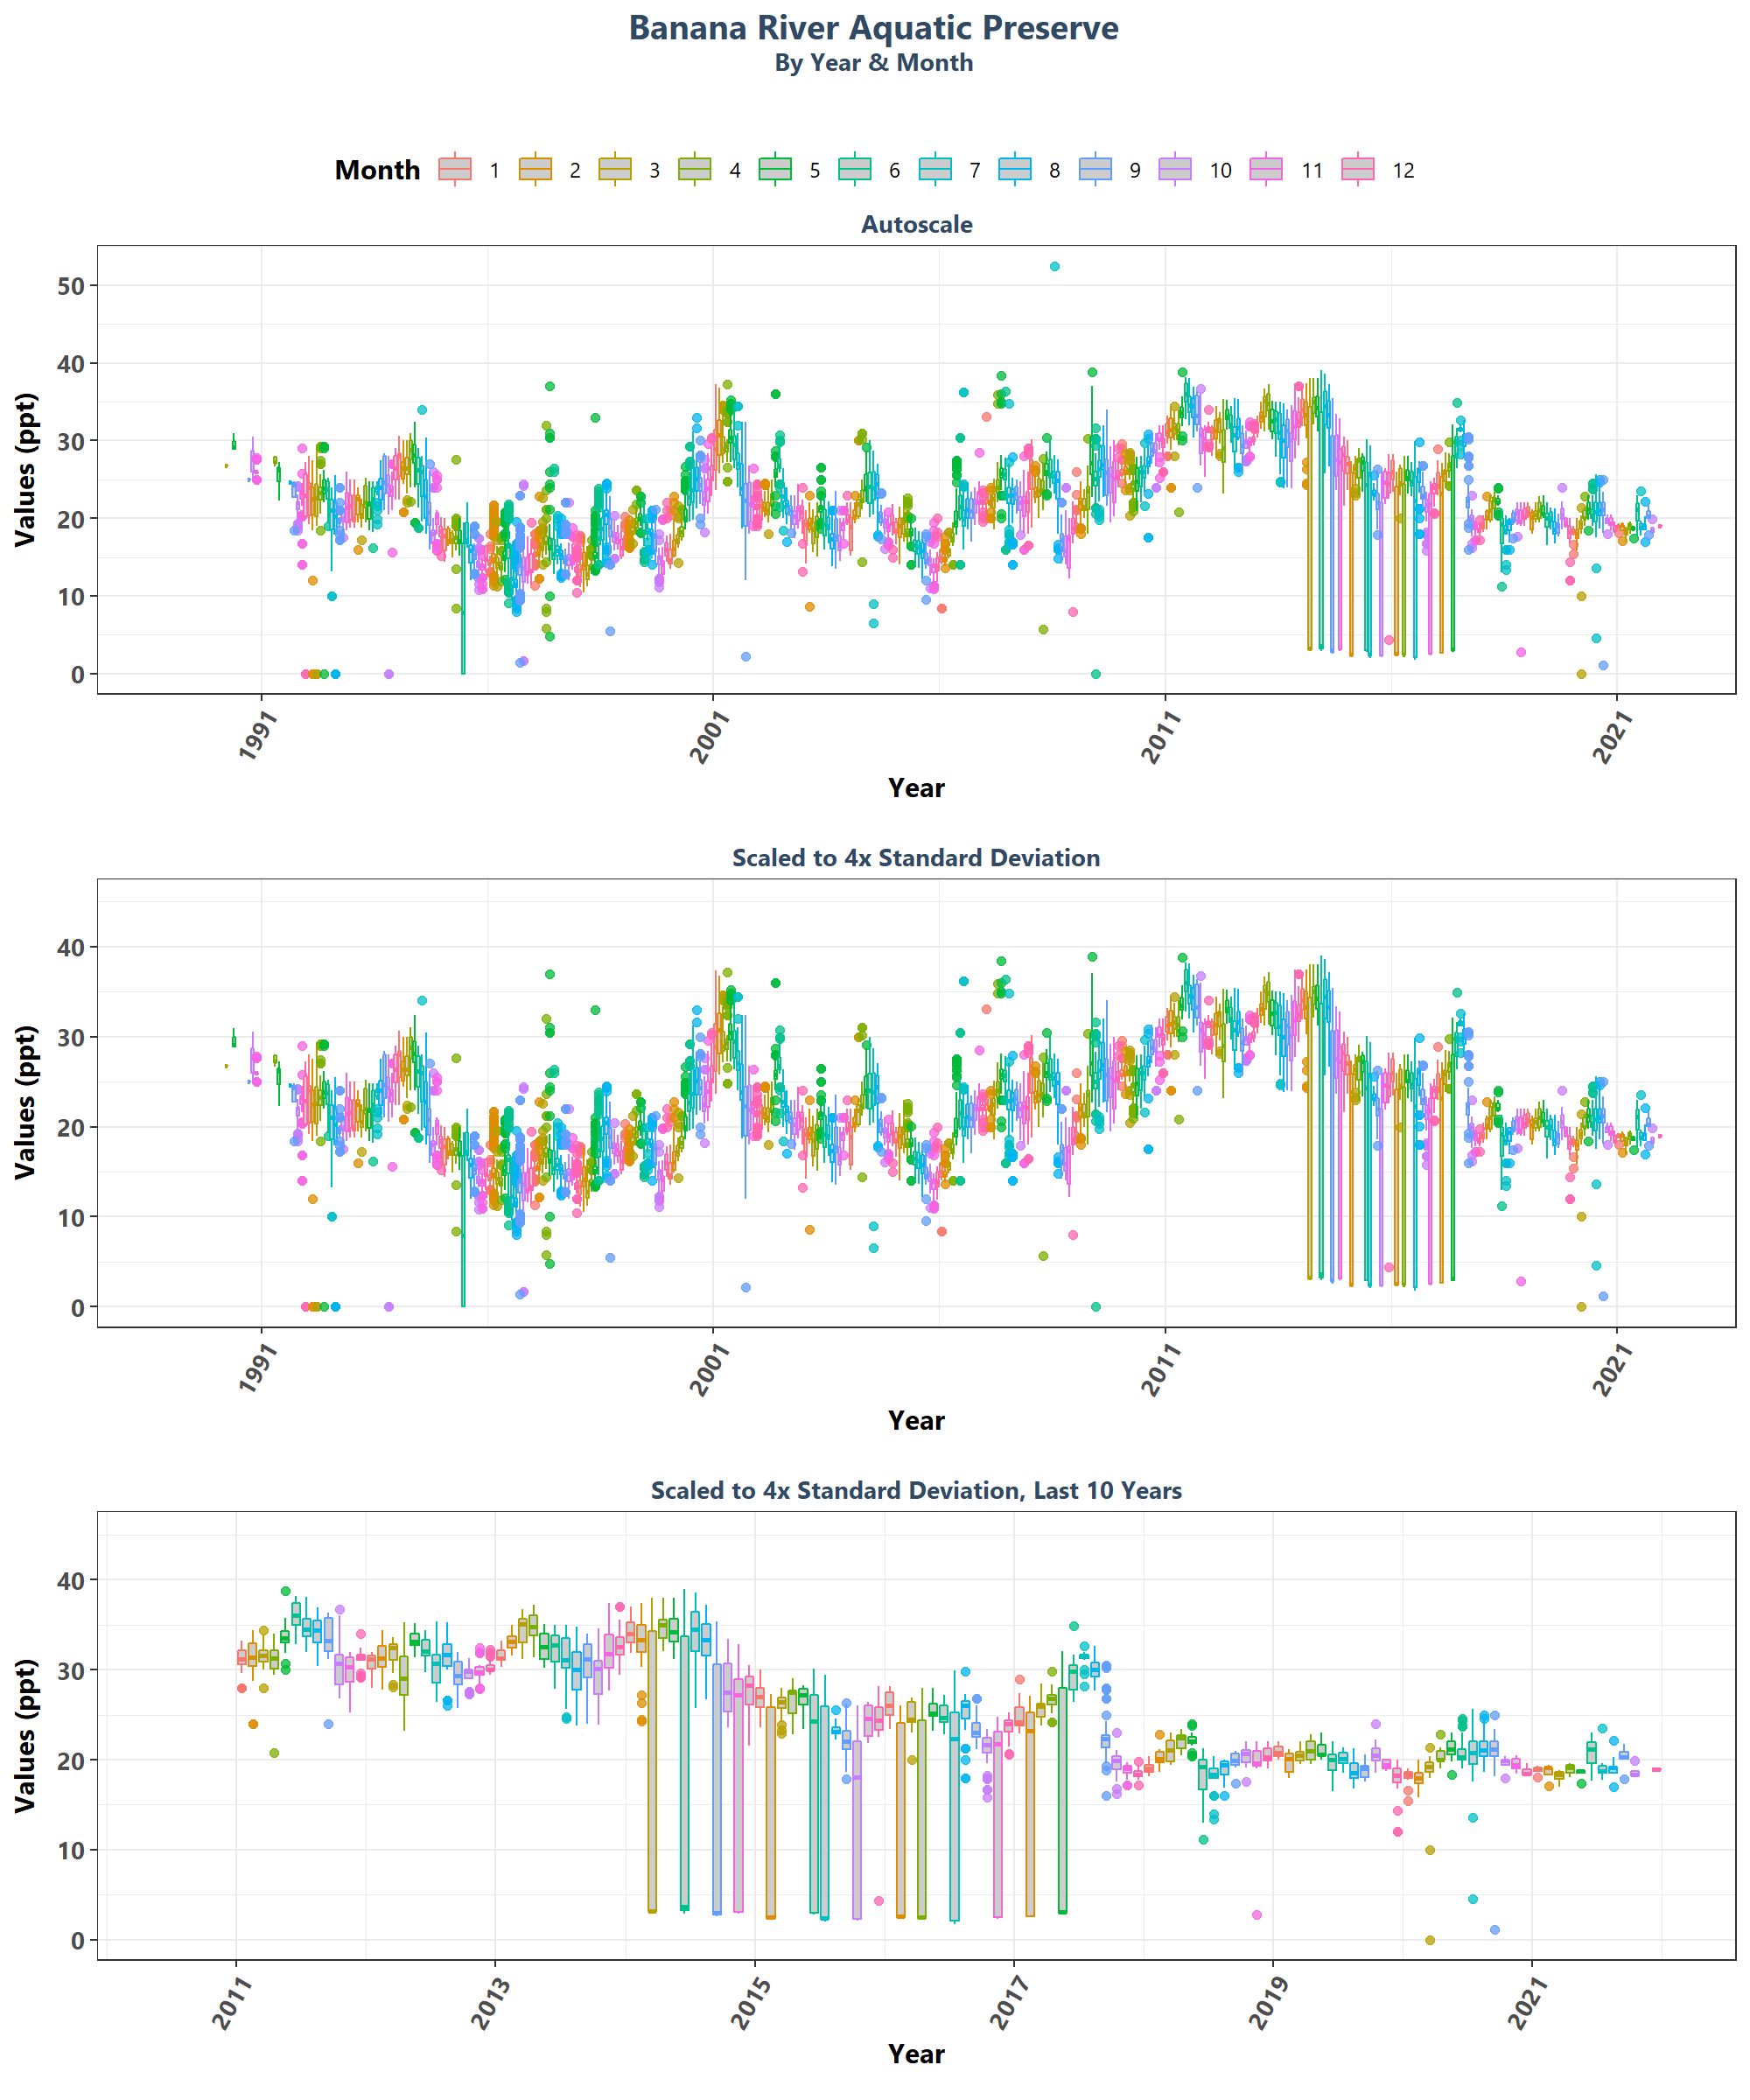 Banana River Aquatic Preserve
By Year & Month
Month 1 2 3 4 5 6 7 8 9 10 11 12
Autoscale
Values (ppt)
50
40
30
20
10
0
1991 2001 2011 2021
Year
Scaled to 4x Standard Deviation
Values (ppt)
40
30
20
10
0
1991 2001 2011 2021
Year
Scaled to 4x Standard Deviation, Last 10 Years
Values (ppt)
40
30
20
10
0
2011 2013 2015 2017 2019 2021
Year